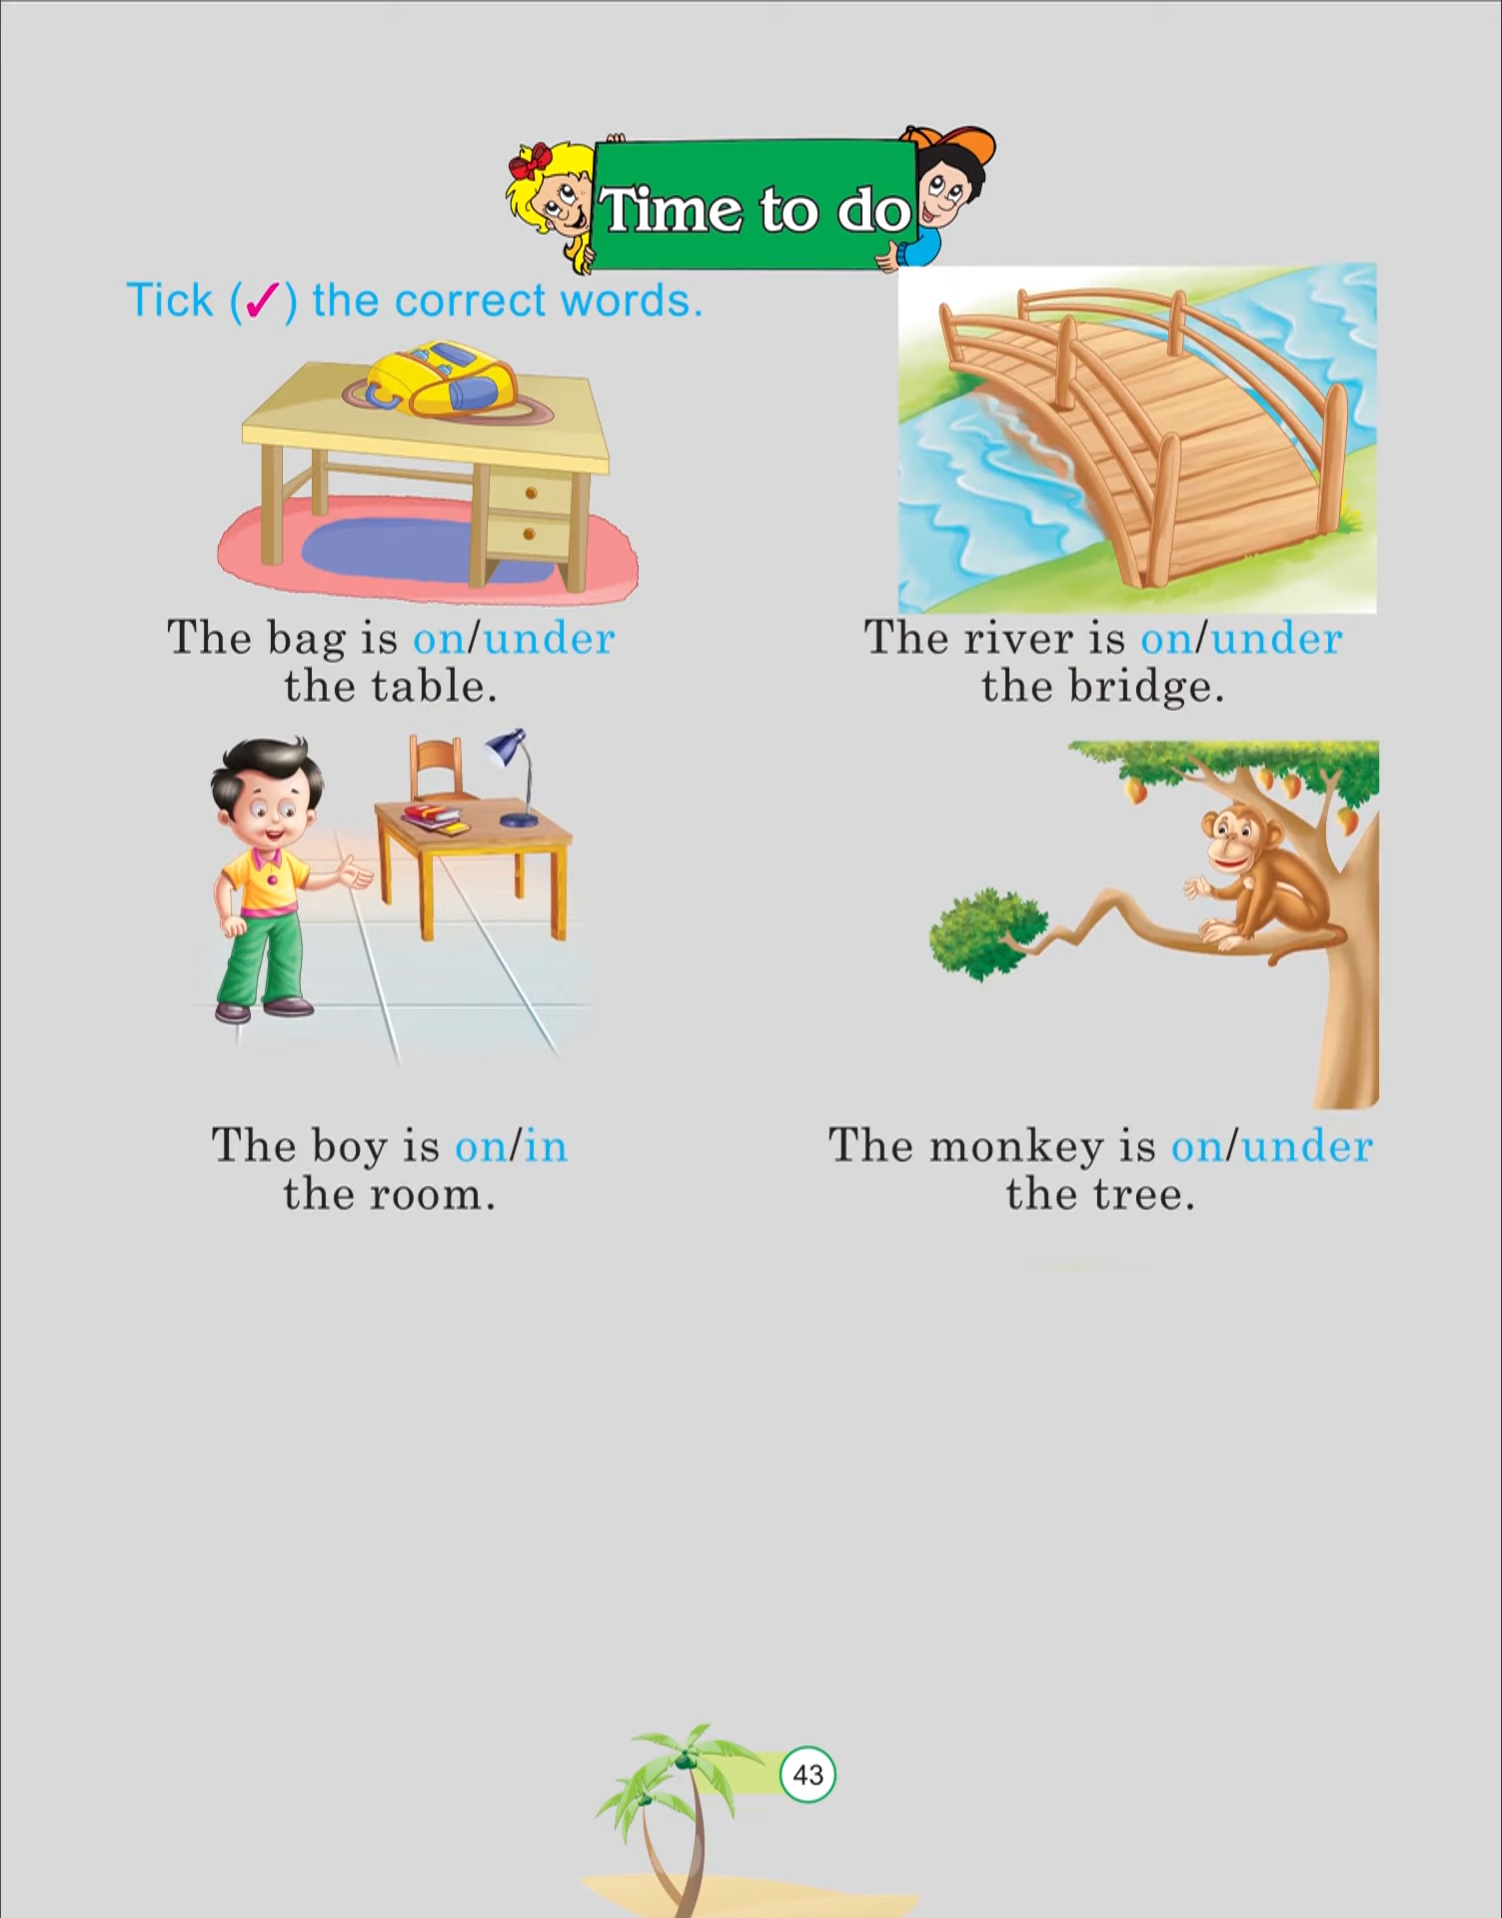 Time to do
Tick (✓) the correct words.
The bag is on/under
the table.
The river is on/under
the bridge.
The boy is on/in
the room.
The monkey is on/under
the tree.
43